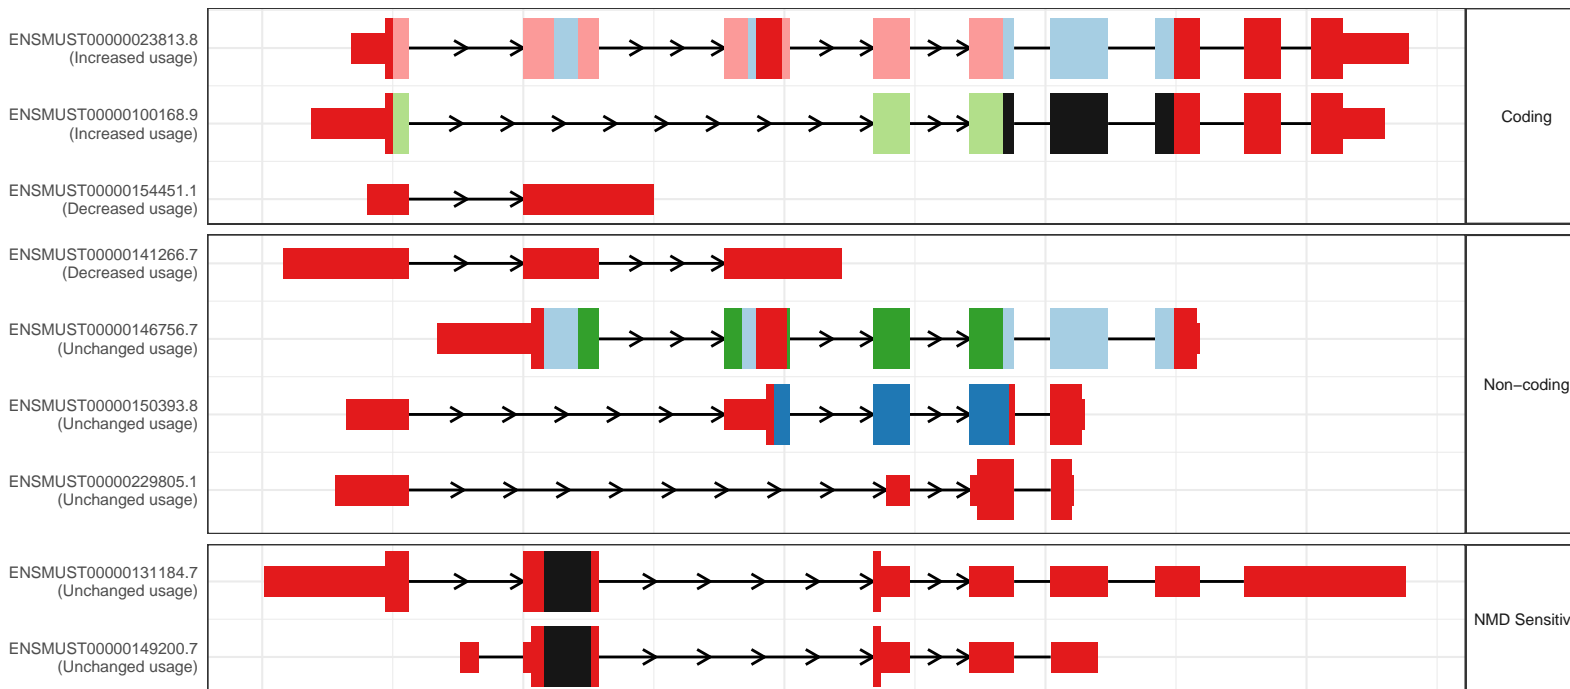 ENSMUST00000023813.8
(Increased usage)
ENSMUST00000100168.9
(Increased usage)
ENSMUST00000154451.1
(Decreased usage)
Coding
ENSMUST00000141266.7
(Decreased usage)
ENSMUST00000146756.7
(Unchanged usage)
ENSMUST00000150393.8
(Unchanged usage)
ENSMUST00000229805.1
(Unchanged usage)
Non−coding
ENSMUST00000131184.7
(Unchanged usage)
ENSMUST00000149200.7
(Unchanged usage)
NMD Sensitiv